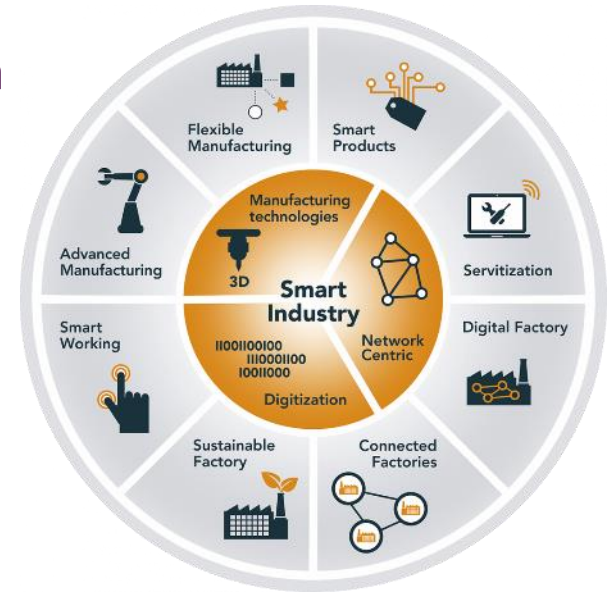 Flexible
Manufacturing
Smart
Products
Advanced
Manufacturing
Manufacturing
technologies
3D
Servitization
Smart
Industry
Smart
Working
Network
Centric
Digital Factory
11001100100
1110001100
10011000
Digitization
Sustainable
Factory
Connected
Factories